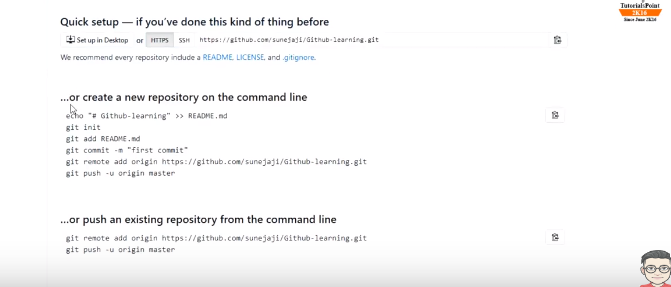 TutorialsPoint
2K16
Since June 2K16
Quick setup — if you've done this kind of thing before
Set up in Desktop or HTTPS SSH https://github.com/sunejaji/Github-learning.git
We recommend every repository include a README, LICENSE, and .gitignore.
…or create a new repository on the command line
echo "# Github-learning" >> README.md
git init
git add README.md
git commit -m "first commit"
git remote add origin https://github.com/sunejaji/Github-learning.git
git push -u origin master
…or push an existing repository from the command line
git remote add origin https://github.com/sunejaji/Github-learning.git
git push -u origin master